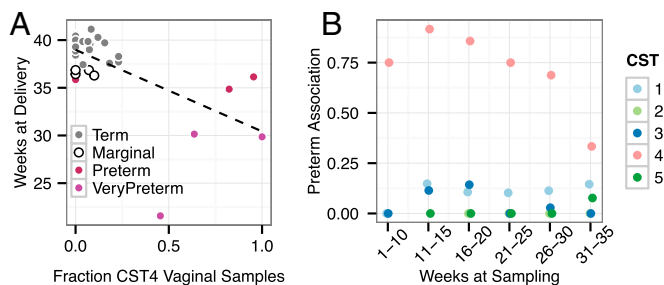 A
Weeks at Delivery
40
35
30
25
Term
Marginal
Preterm
VeryPreterm
0.0
0.5
1.0
Fraction CST4 Vaginal Samples
B
Preterm Association
0.75
0.50
0.25
0.00
1−10
11−15
16−20
21−25
26−30
31−35
Weeks at Sampling
CST
1
2
3
4
5